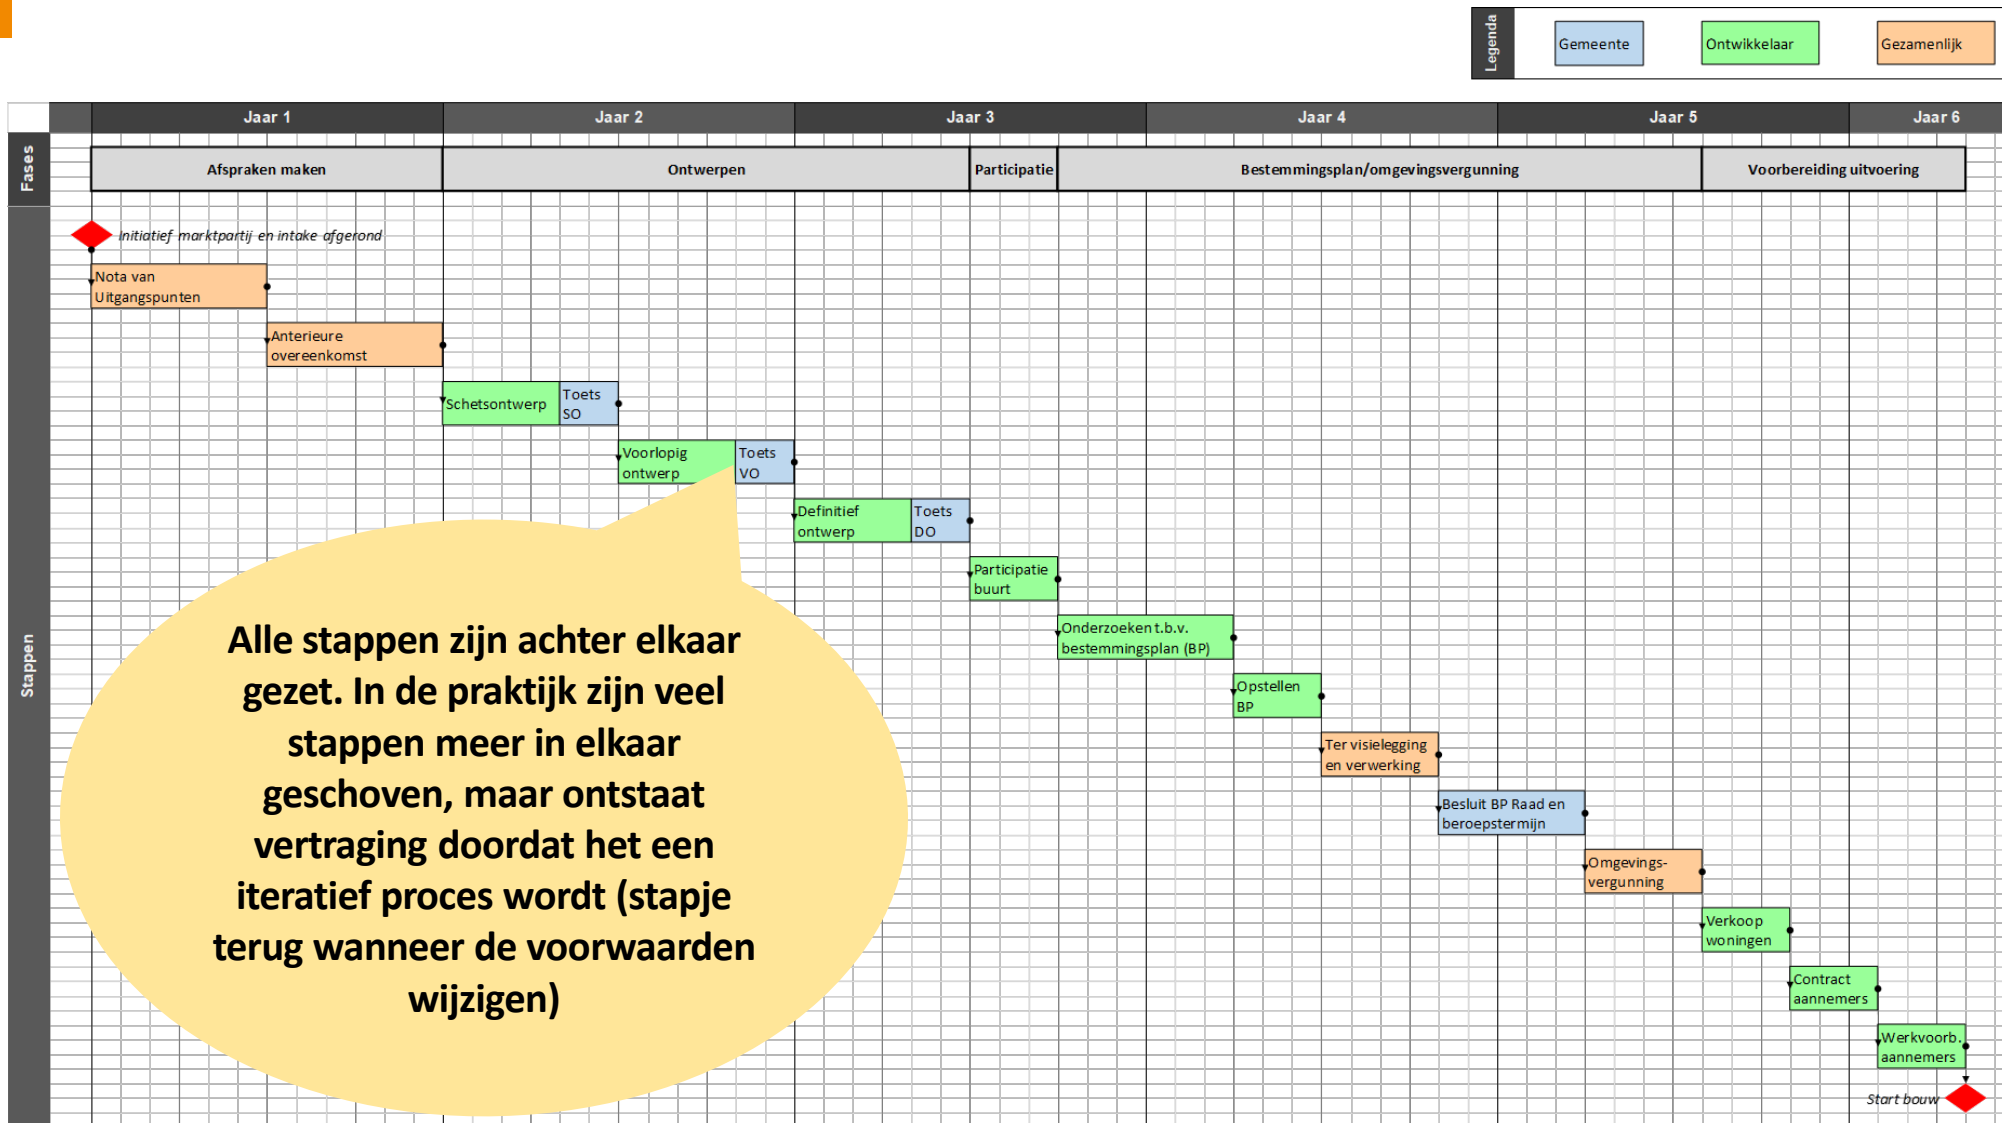 Legenda
Gemeente
Ontwikkelaar
Gezamenlijk
Jaar 1
Jaar 2
Jaar 3
Jaar 4
Jaar 5
Jaar 6
Fases
Afspraken maken
Ontwerpen
Participatie
Bestemmingsplan/omgevingsvergunning
Voorbereiding uitvoering
Stappen
Initiatief marktpartij en intake afgerond
Nota van
Uitgangspunten
Anterieure
overeenkomst
Schetsontwerp
Toets
SO
Voorlopig
ontwerp
Toets
VO
Definitief
ontwerp
Toets
DO
Participatie
buurt
Onderzoeken t.b.v.
bestemmingsplan (BP)
Opstellen
BP
Ter visielegging
en verwerking
Besluit BP Raad en
beroepstermijn
Omgevings-
vergunning
Verkoop
woningen
Contract
aannemers
Werkvoorb.
aannemers
Start bouw
Alle stappen zijn achter elkaar
gezet. In de praktijk zijn veel
stappen meer in elkaar
geschoven, maar ontstaat
vertraging doordat het een
iteratief proces wordt (stapje
terug wanneer de voorwaarden
wijzigen)